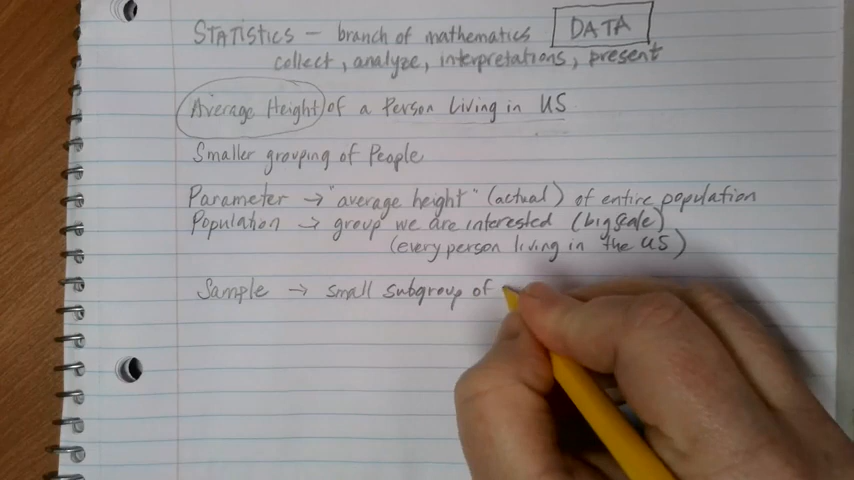 STATISTICS – branch of mathematics DATA
collect, analyze, interpretations, present
Average Height of a Person Living in US
Smaller grouping of People
Parameter → "average height" (actual) of entire population
Population → group we are interested (big scale)
(every person living in the US)
Sample → small subgroup of